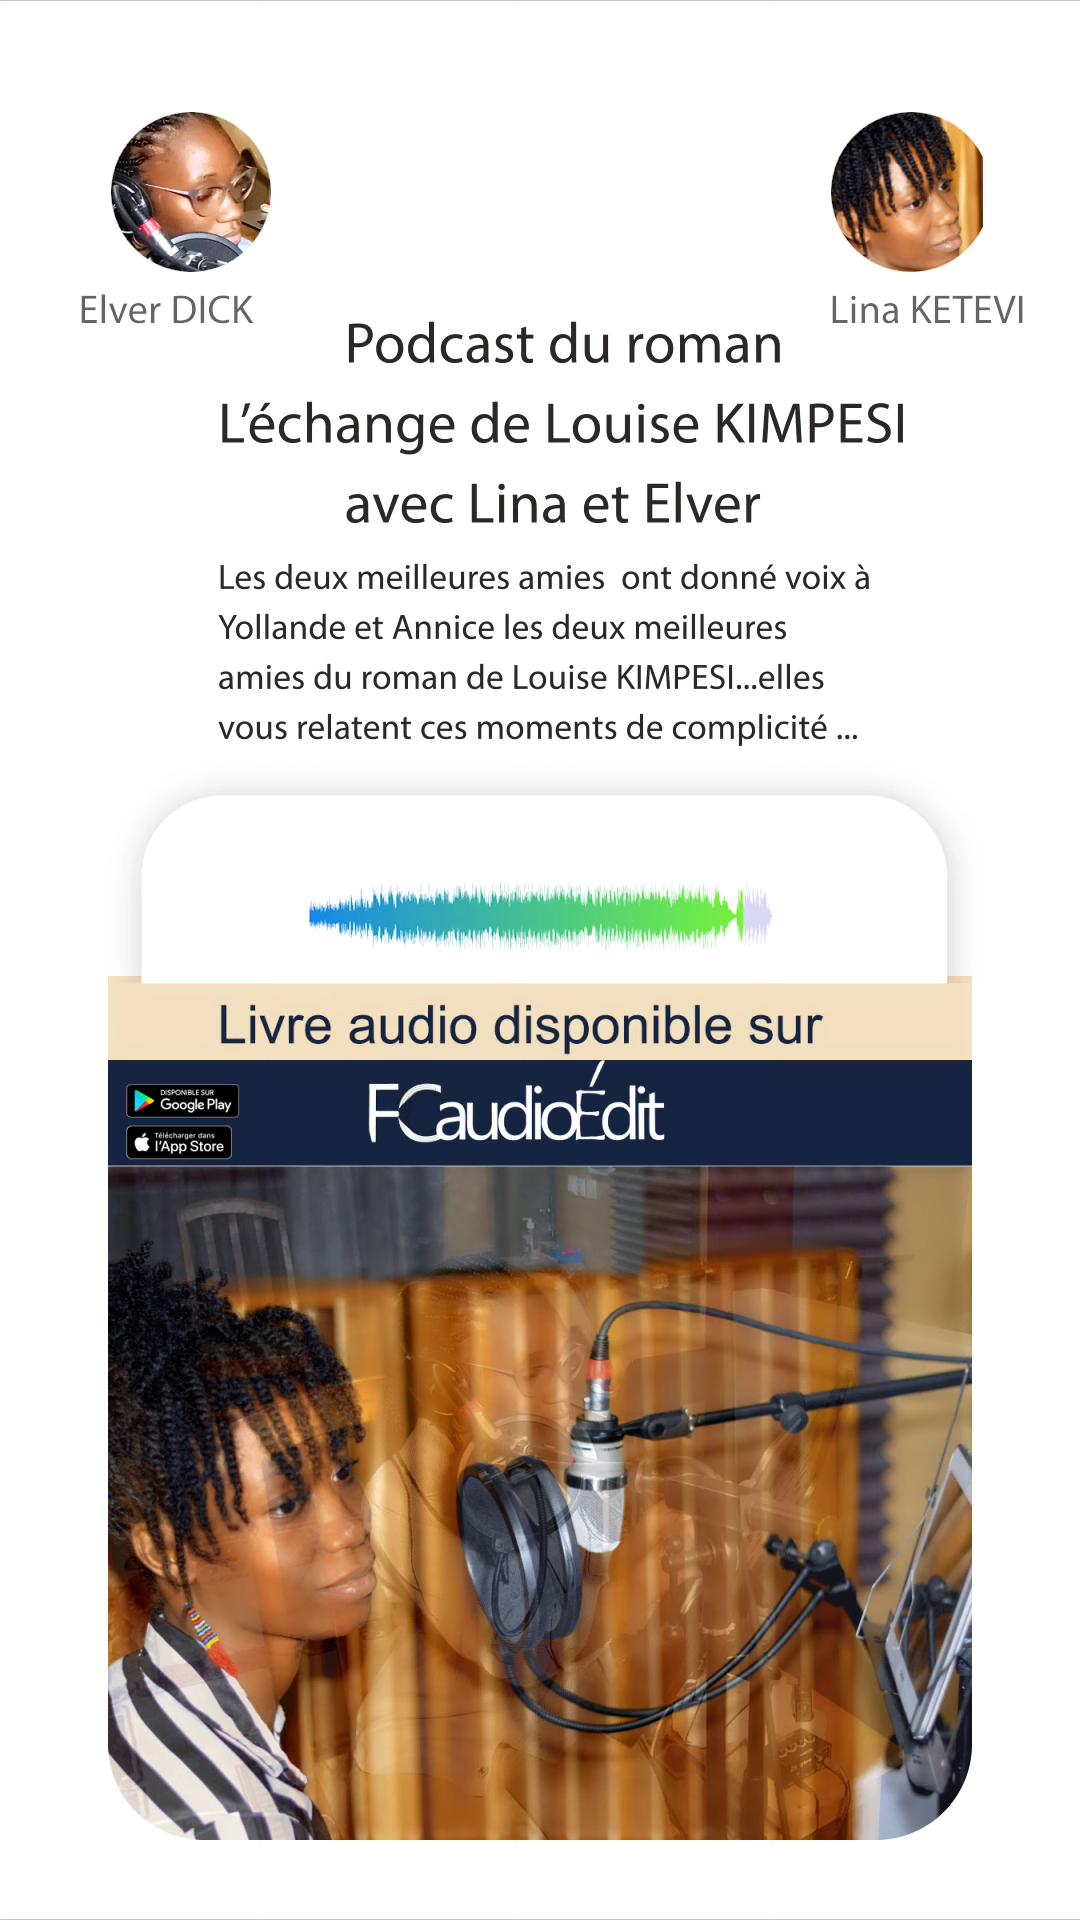 Elver DICK
Lina KETEVI
Podcast du roman
L’échange de Louise KIMPESI
avec Lina et Elver
Les deux meilleures amies  ont donné voix à
Yollande et Annice les deux meilleures
amies du roman de Louise KIMPESI...elles
vous relatent ces moments de complicité ...
Livre audio disponible sur
DISPONIBLE SUR
Google Play
FCaudioÉdit
Télécharger dans
l'App Store